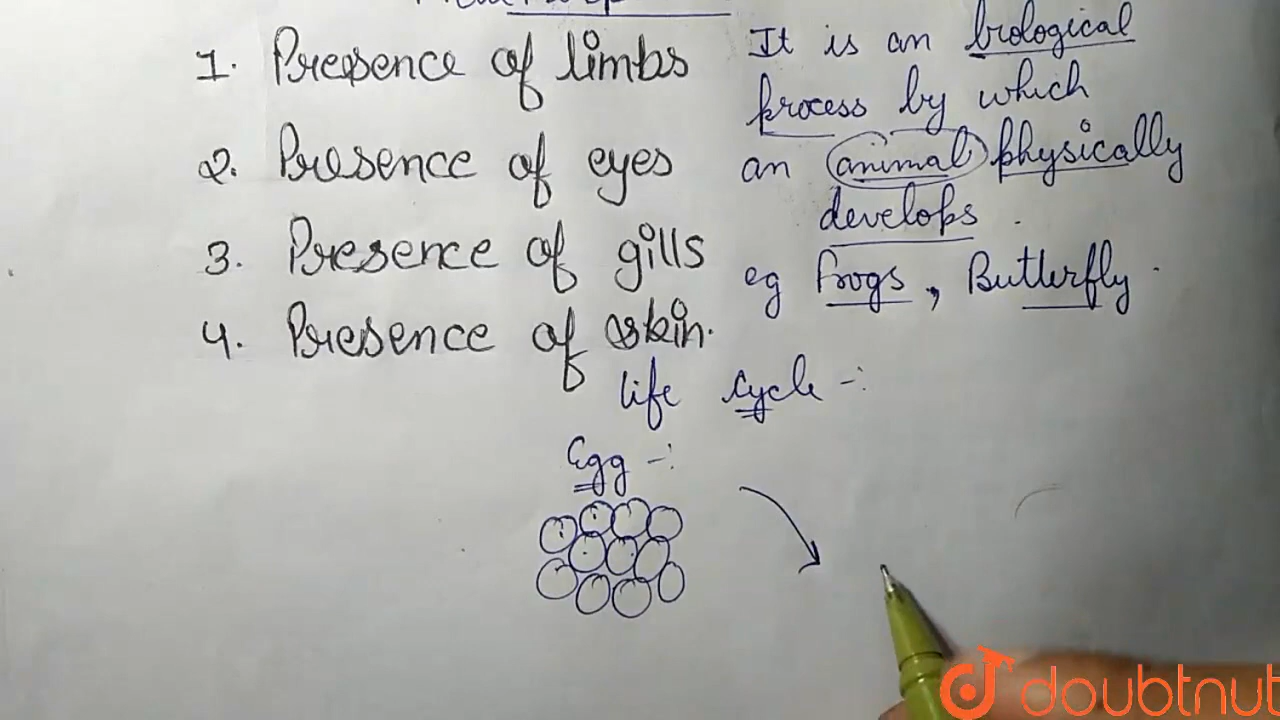 1. Presence of limbs
2. Presence of eyes
3. Presence of gills
4. Presence of skin.
It is an biological
process by which
an animal physically
develops.
eg frogs, Butterfly.
life cycle -:
Egg -:
doubtnut